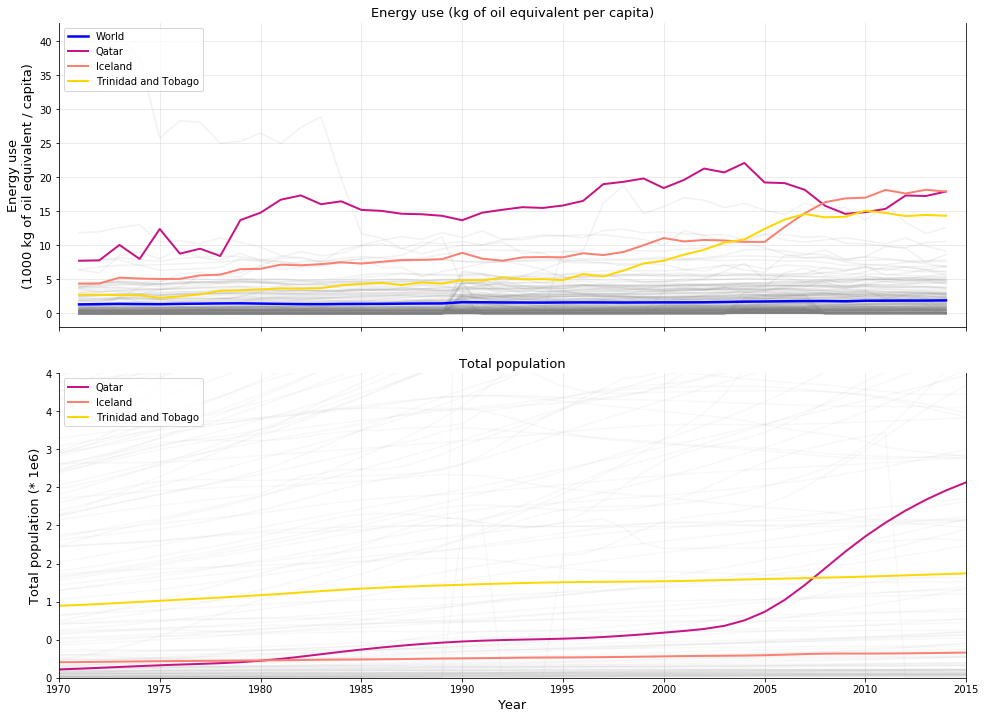 Energy use (kg of oil equivalent per capita)
World
Qatar
Iceland
Trinidad and Tobago
40
35
30
25
20
15
10
5
0
Energy use
(1000 kg of oil equivalent / capita)
Total population
Qatar
Iceland
Trinidad and Tobago
4
4
3
2
2
2
1
0
0
Total population (* 1e6)
1970
1975
1980
1985
1990
1995
2000
2005
2010
2015
Year